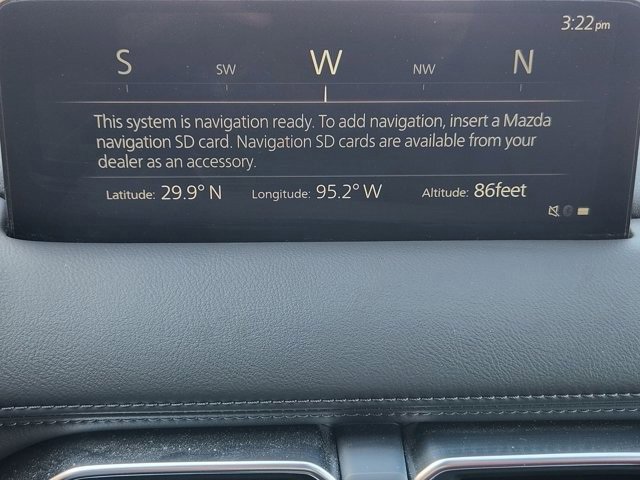 3:22pm
S SW W NW N
This system is navigation ready. To add navigation, insert a Mazda
navigation SD card. Navigation SD cards are available from your
dealer as an accessory.
Latitude: 29.9° N Longitude: 95.2° W Altitude: 86feet